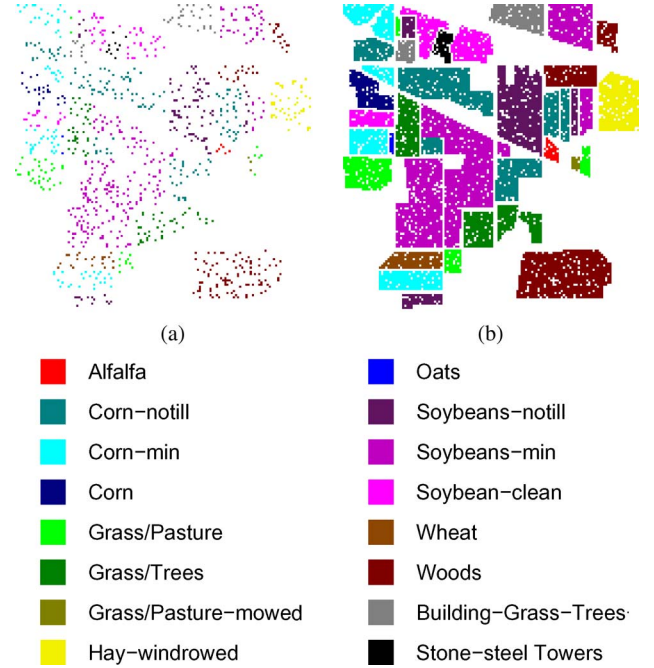 (a) (b)
Alfalfa Oats
Corn-notill Soybeans-notill
Corn-min Soybeans-min
Corn Soybean-clean
Grass/Pasture Wheat
Grass/Trees Woods
Grass/Pasture-mowed Building-Grass-Trees-
Hay-windrowed Stone-steel Towers